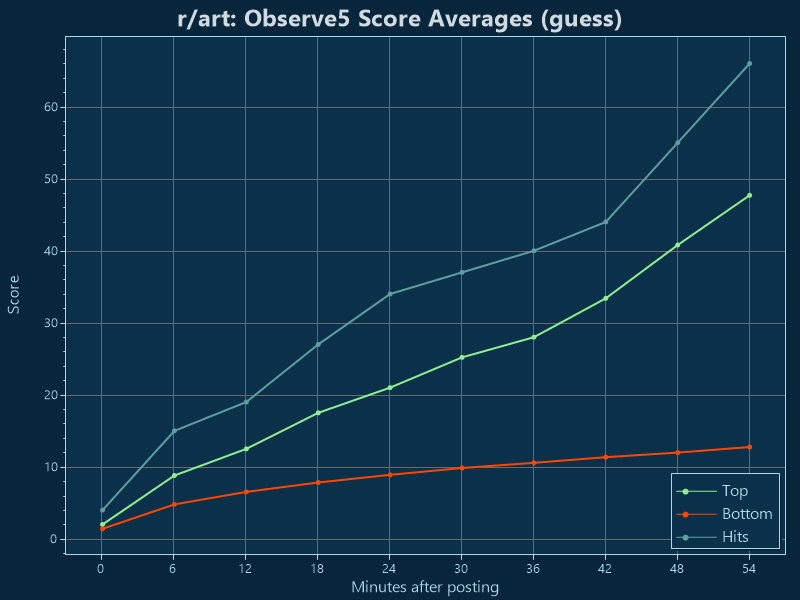 r/art: Observe5 Score Averages (guess)
60
50
40
30
20
10
0
Score
0 6 12 18 24 30 36 42 48 54
Minutes after posting
Top
Bottom
Hits